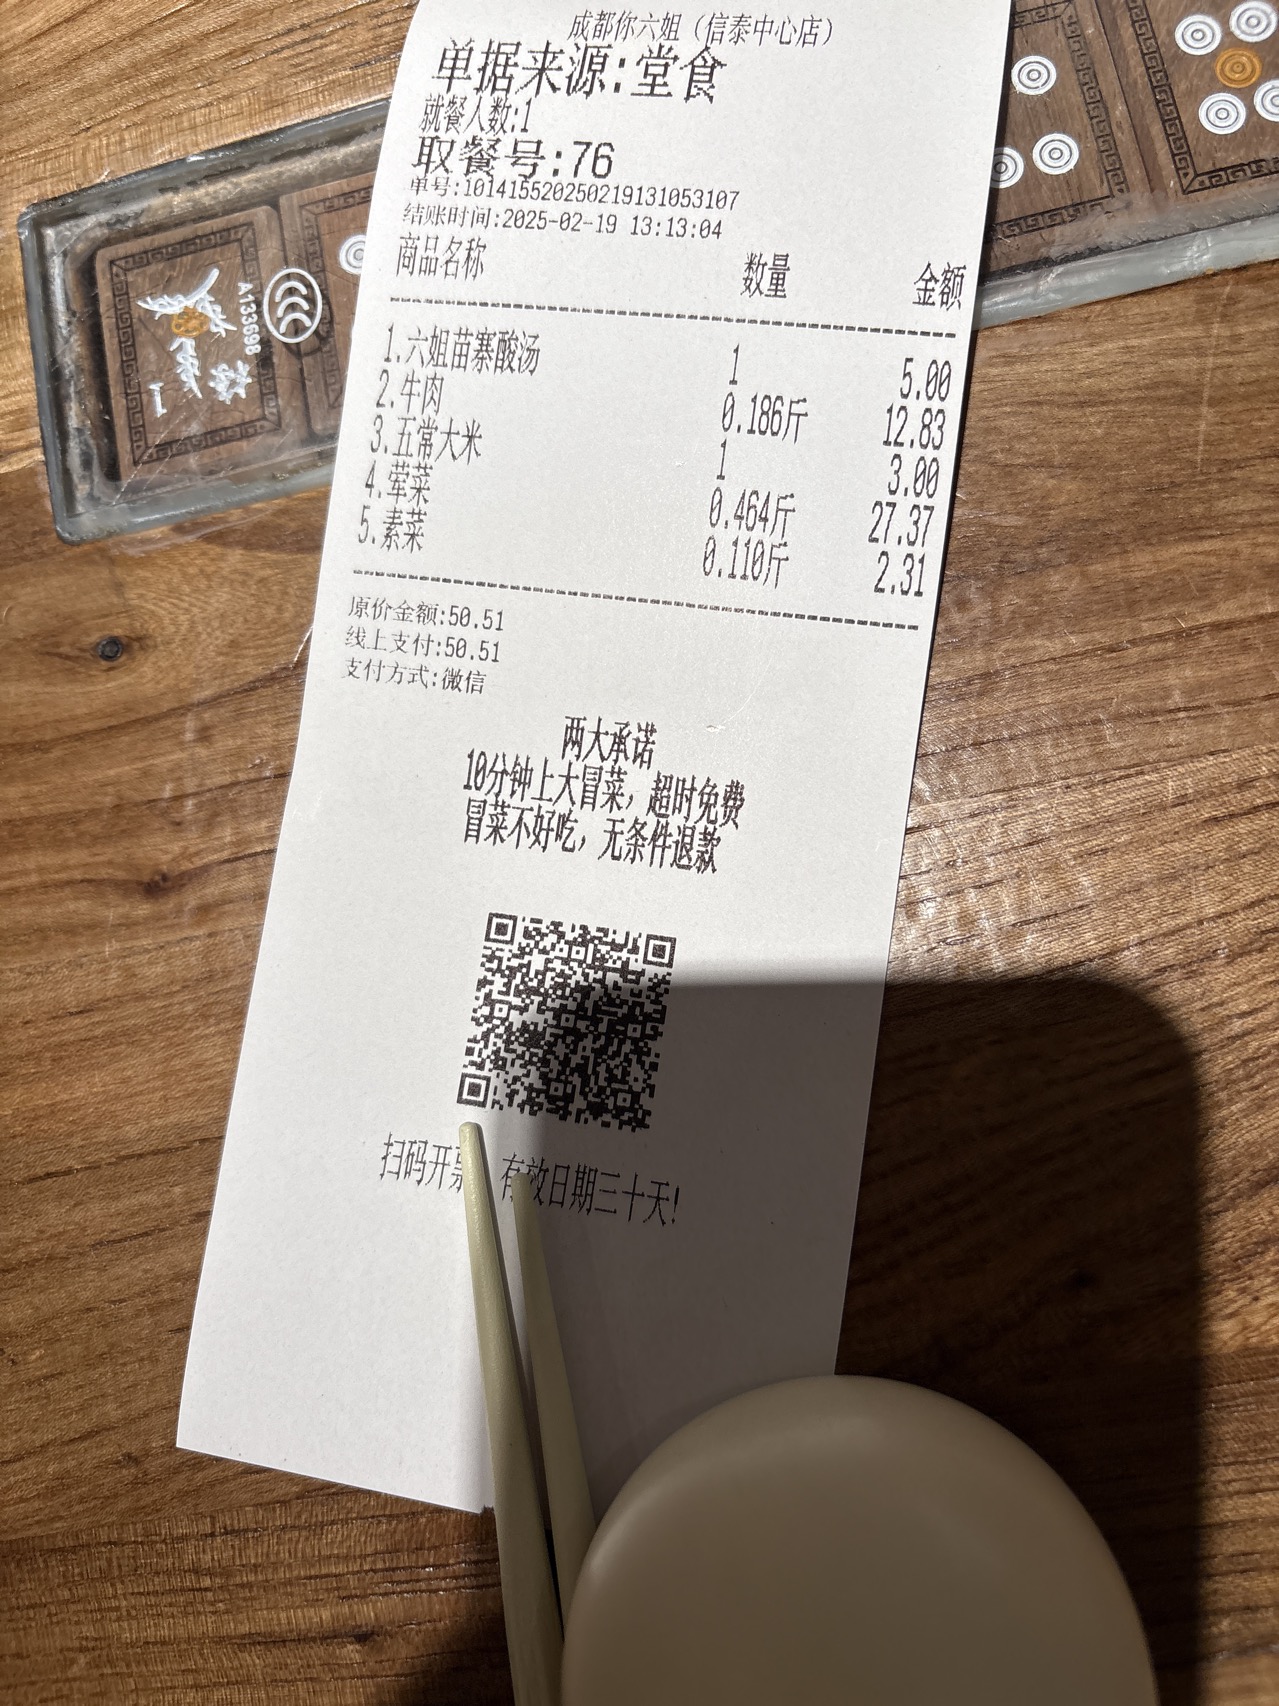 成都你六姐（信泰中心店）
单据来源:堂食
就餐人数:1
取餐号:76
单号:10141552025021913105​3107
结账时间:2025-02-19 13:13:04
商品名称 数量 金额
1.六姐苗寨酸汤 1 5.00
2.牛肉 0.186斤 12.83
3.五常大米 1 3.00
4.荤菜 0.464斤 27.37
5.素菜 0.110斤 2.31
原价金额:50.51
线上支付:50.51
支付方式:微信
两大承诺
10分钟上大冒菜，超时免费
冒菜不好吃，无条件退款
扫码开票 有效日期三十天!
A133698